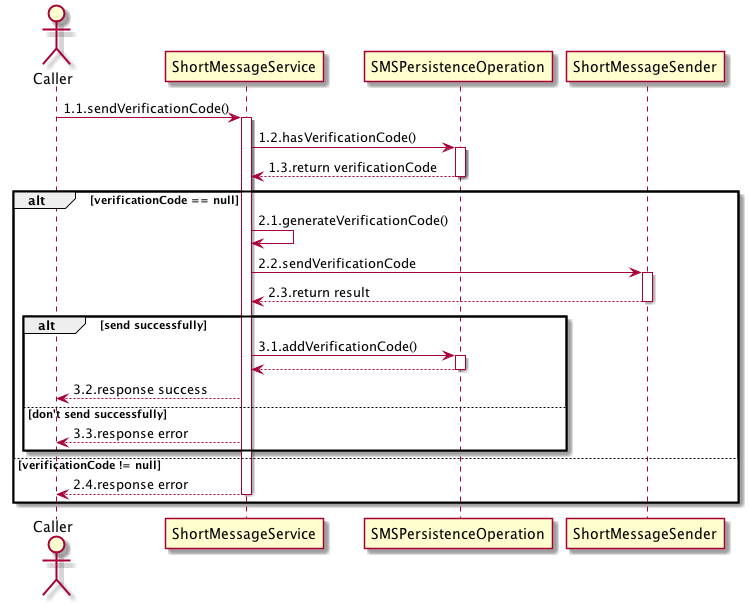 Caller
ShortMessageService
SMSPersistenceOperation
ShortMessageSender
1.1.sendVerificationCode()
1.2.hasVerificationCode()
1.3.return verificationCode
alt [verificationCode == null]
2.1.generateVerificationCode()
2.2.sendVerificationCode
2.3.return result
alt [send successfully]
3.1.addVerificationCode()
3.2.response success
[don't send successfully]
3.3.response error
[verificationCode != null]
2.4.response error
Caller
ShortMessageService
SMSPersistenceOperation
ShortMessageSender